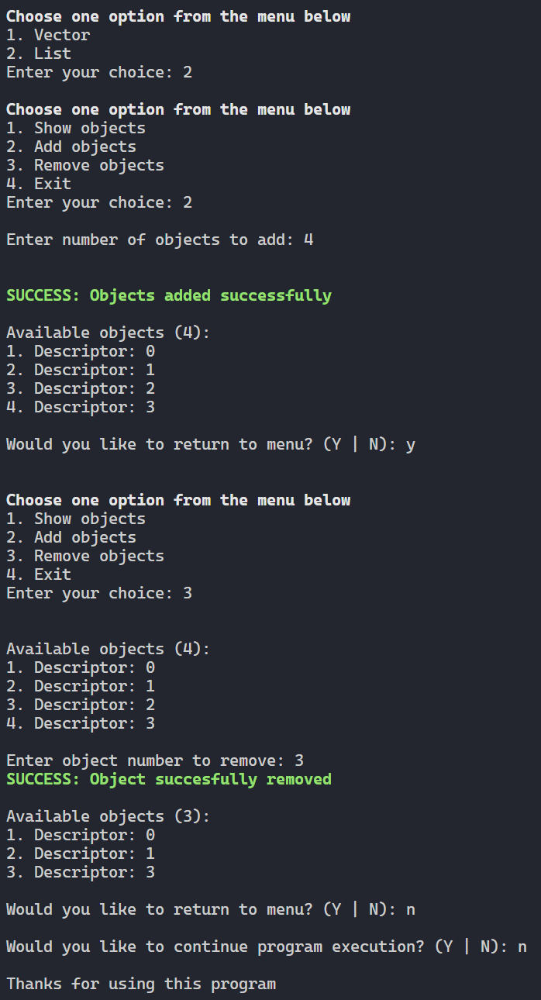 Choose one option from the menu below
1. Vector
2. List
Enter your choice: 2
Choose one option from the menu below
1. Show objects
2. Add objects
3. Remove objects
4. Exit
Enter your choice: 2
Enter number of objects to add: 4
SUCCESS: Objects added successfully
Available objects (4):
1. Descriptor: 0
2. Descriptor: 1
3. Descriptor: 2
4. Descriptor: 3
Would you like to return to menu? (Y | N): y
Choose one option from the menu below
1. Show objects
2. Add objects
3. Remove objects
4. Exit
Enter your choice: 3
Available objects (4):
1. Descriptor: 0
2. Descriptor: 1
3. Descriptor: 2
4. Descriptor: 3
Enter object number to remove: 3
SUCCESS: Object succesfully removed
Available objects (3):
1. Descriptor: 0
2. Descriptor: 1
3. Descriptor: 3
Would you like to return to menu? (Y | N): n
Would you like to continue program execution? (Y | N): n
Thanks for using this program